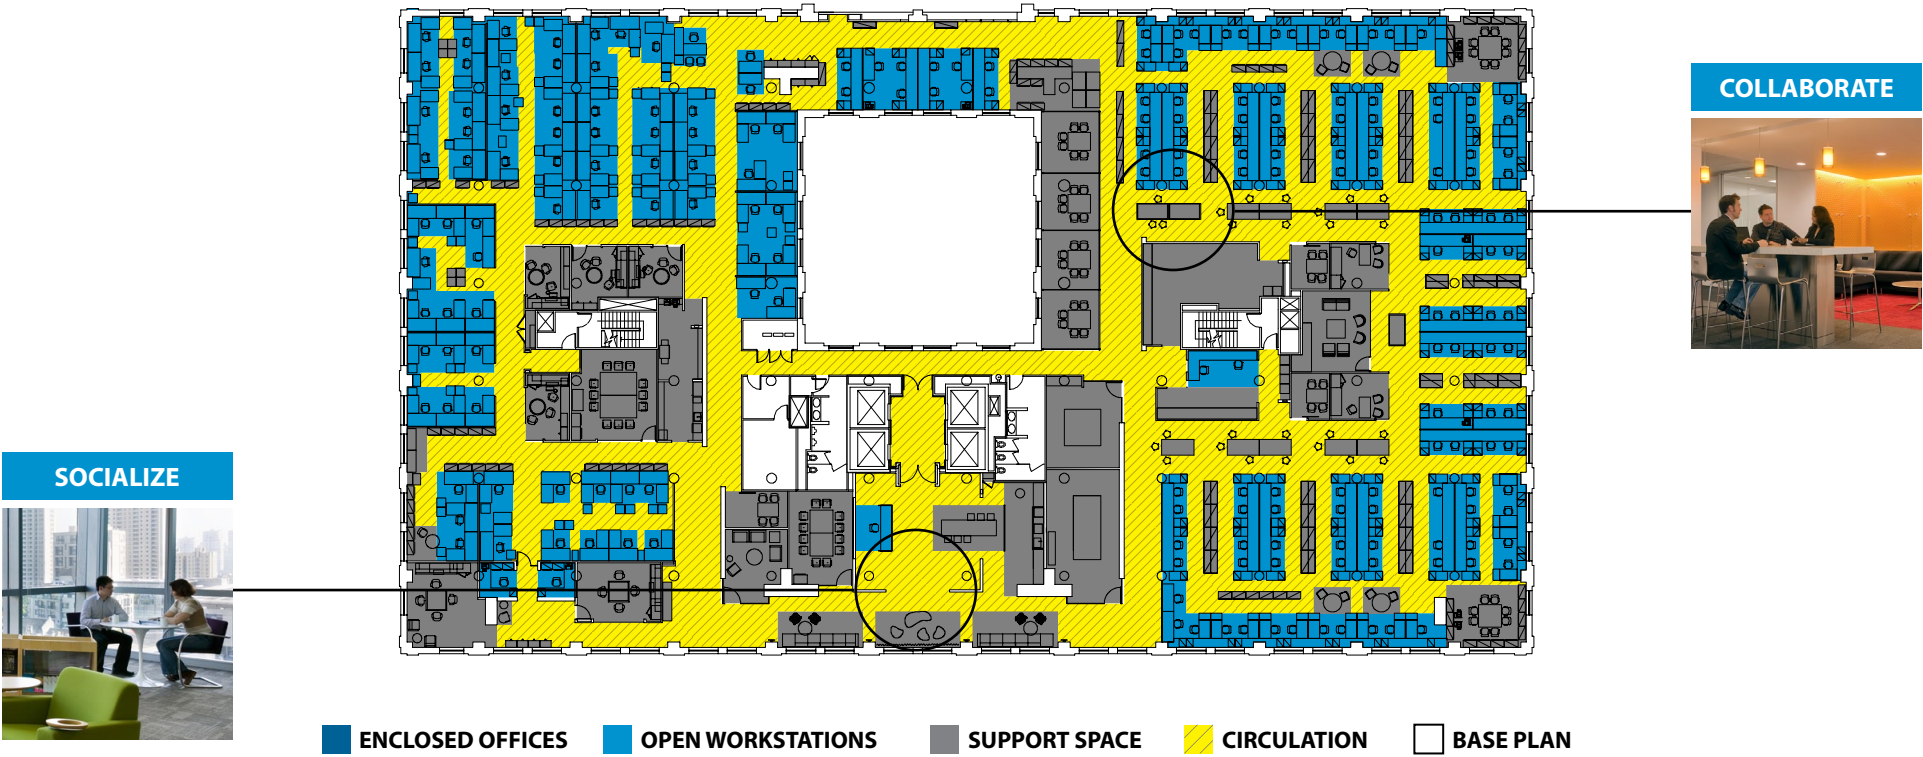 COLLABORATE
SOCIALIZE
ENCLOSED OFFICES
OPEN WORKSTATIONS
SUPPORT SPACE
CIRCULATION
BASE PLAN